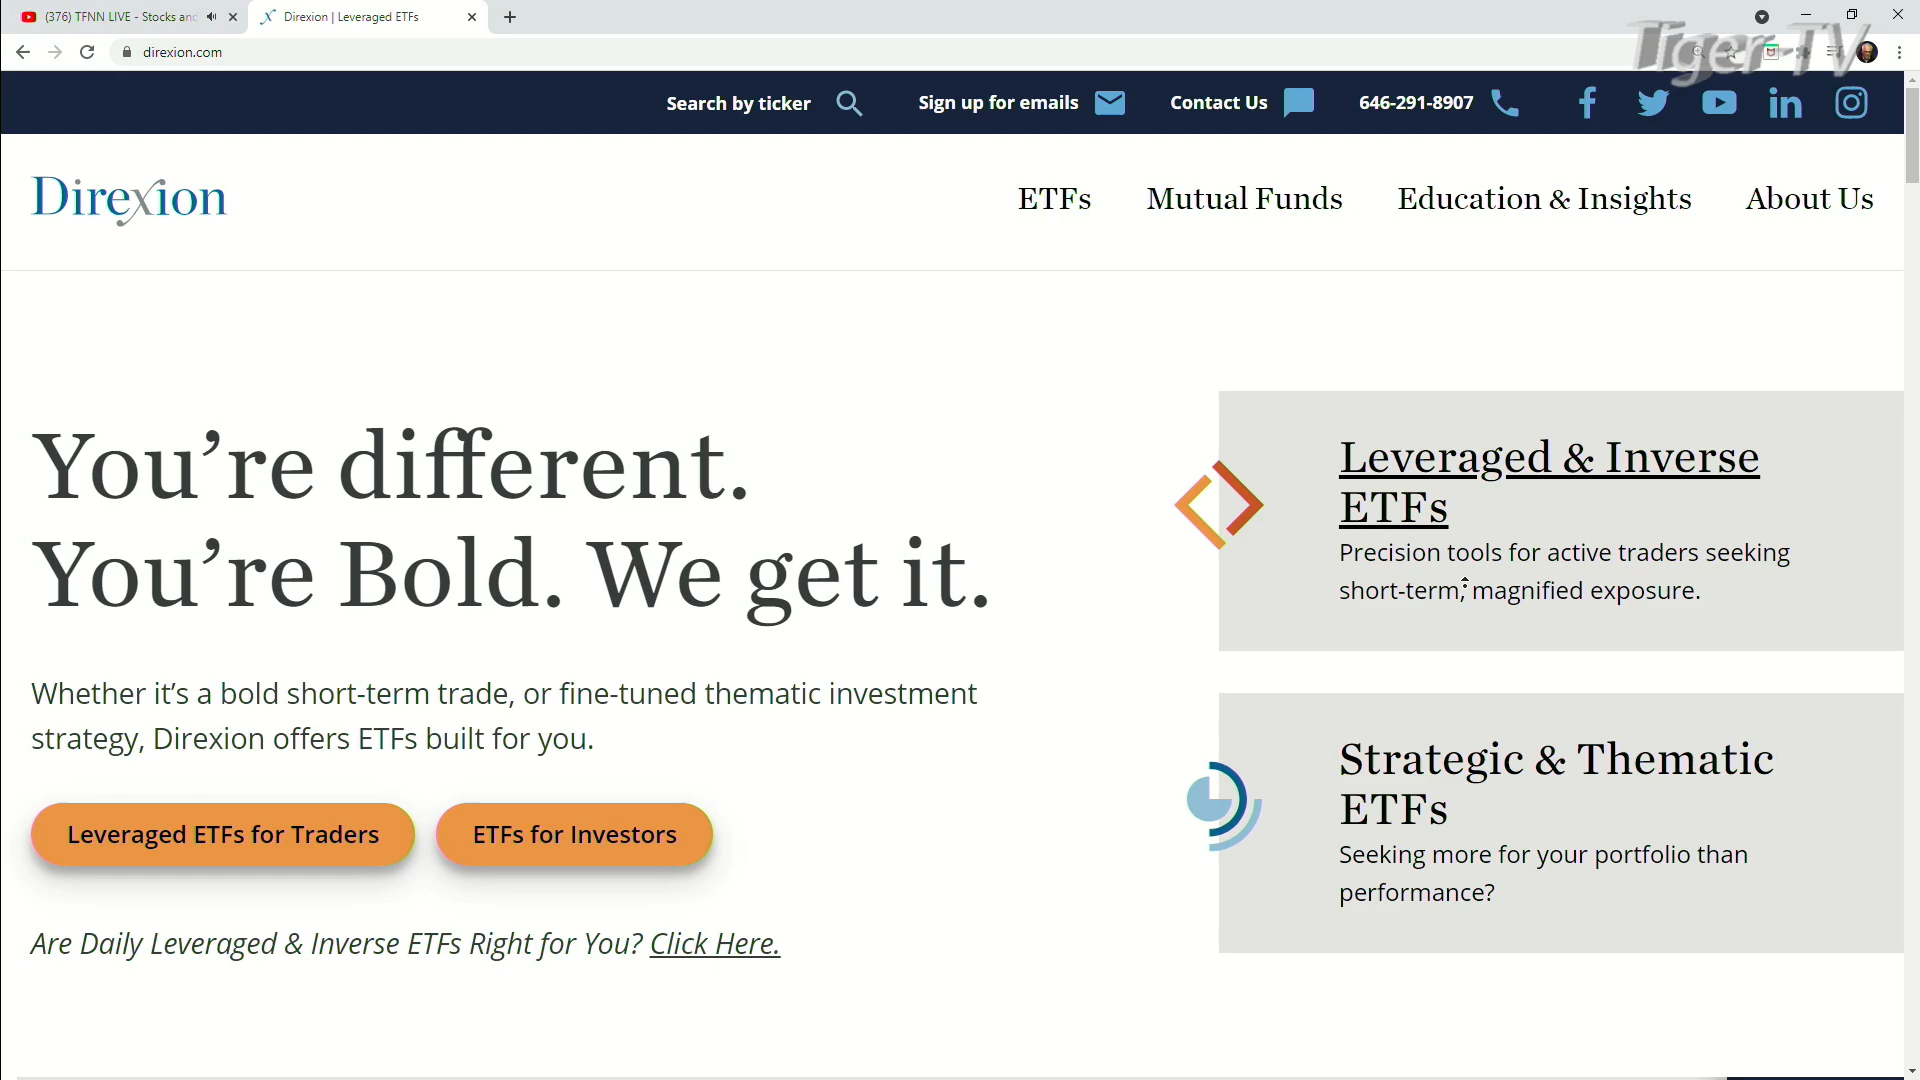 (376) TFNN LIVE - Stocks and
Direxion | Leveraged ETFs
direxion.com
Tiger-TV
Search by ticker
Sign up for emails
Contact Us
646-291-8907
Direxion
ETFs
Mutual Funds
Education & Insights
About Us
You're different.
You're Bold. We get it.
Whether it's a bold short-term trade, or fine-tuned thematic investment
strategy, Direxion offers ETFs built for you.
Leveraged ETFs for Traders
ETFs for Investors
Are Daily Leveraged & Inverse ETFs Right for You? Click Here.
Leveraged & Inverse
ETFs
Precision tools for active traders seeking
short-term, magnified exposure.
Strategic & Thematic
ETFs
Seeking more for your portfolio than
performance?